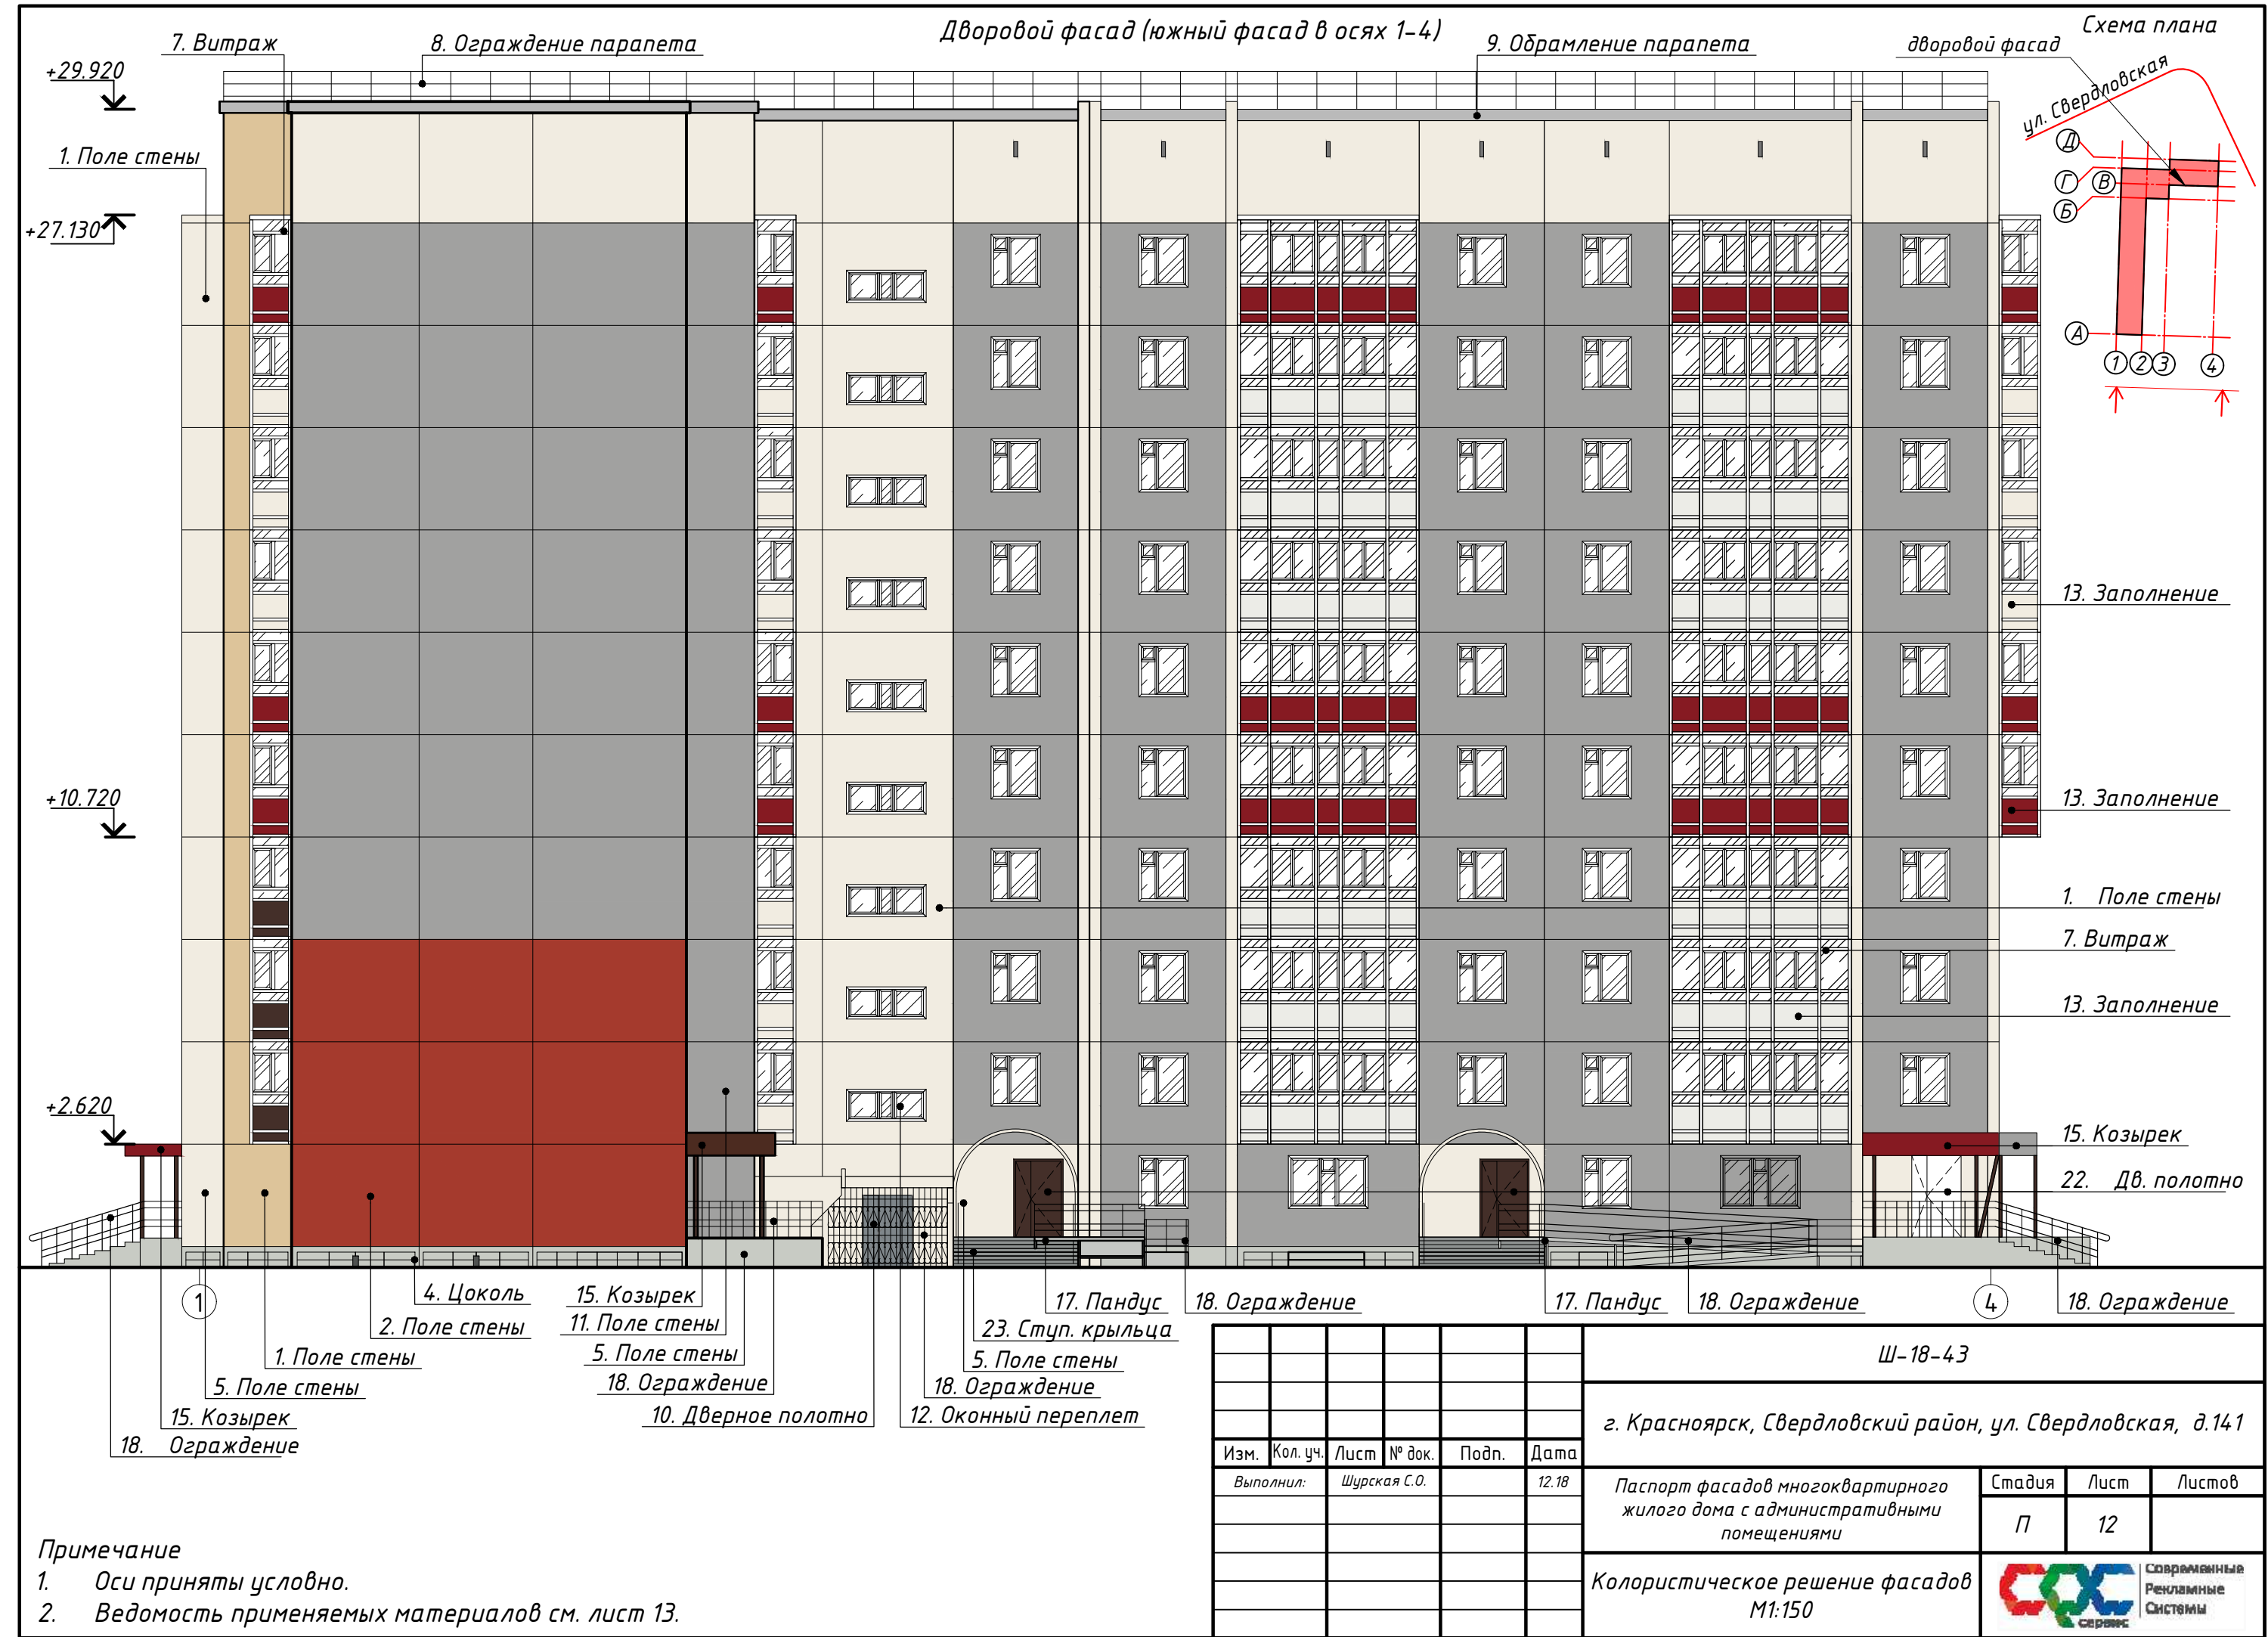 Дворовой фасад (южный фасад в осях 1-4)
Схема плана
7. Витраж
8. Ограждение парапета
9. Обрамление парапета
дворовой фасад
+29.920
ул. Свердловская
1. Поле стены
Д
Г
В
Б
+27.130
А
1
2
3
4
13. Заполнение
+10.720
13. Заполнение
1. Поле стены
7. Витраж
13. Заполнение
+2.620
15. Козырек
22. Дв. полотно
1
4
4. Цоколь
15. Козырек
17. Пандус
18. Ограждение
17. Пандус
18. Ограждение
18. Ограждение
2. Поле стены
11. Поле стены
23. Ступ. крыльца
1. Поле стены
5. Поле стены
5. Поле стены
5. Поле стены
18. Ограждение
18. Ограждение
15. Козырек
10. Дверное полотно
12. Оконный переплет
18. Ограждение
Ш-18-43
г. Красноярск, Свердловский район, ул. Свердловская, д.141
Изм. Кол. уч. Лист № док. Подп. Дата
Выполнил: Шурская С.О. 12.18
Паспорт фасадов многоквартирного
жилого дома с административными
помещениями
Стадия Лист Листов
П 12
Колористическое решение фасадов
М1:150
СРС
сервис
Современные
Рекламные
Системы
Примечание
1. Оси приняты условно.
2. Ведомость применяемых материалов см. лист 13.